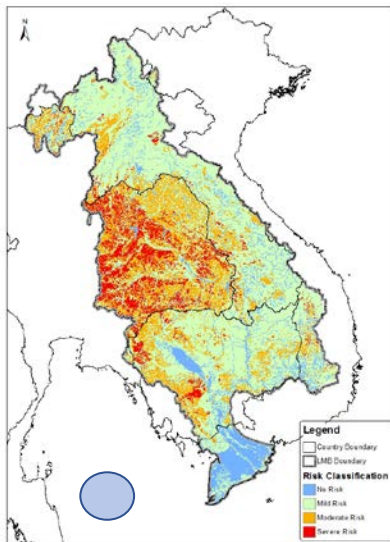 N
Legend
Country Boundary
LMB Boundary
Risk Classification
No Risk
Mild Risk
Moderate Risk
Severe Risk